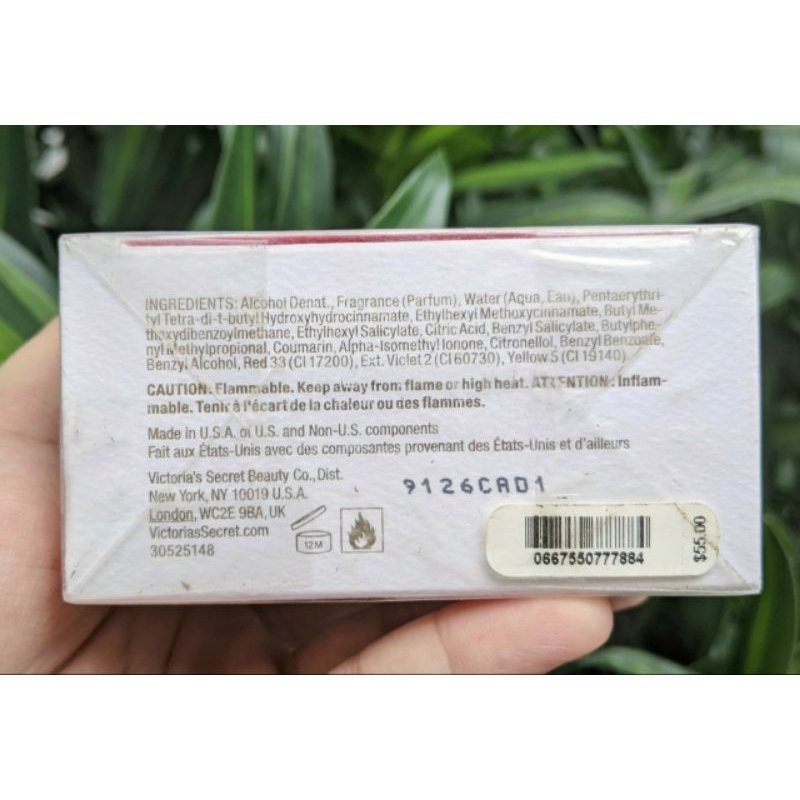 INGREDIENTS: Alcohol Denat., Fragrance (Parfum), Water (Aqua, Eau), Pentaerythri-
tyl Tetra-di-t-butyl Hydroxyhydrocinnamate, Ethylhexyl Methoxycinnamate, Butyl Me-
thoxydibenzoylmethane, Ethylhexyl Salicylate, Citric Acid, Benzyl Salicylate, Butylphe-
nyl Methylpropional, Coumarin, Alpha-Isomethyl Ionone, Citronellol, Benzyl Benzoate,
Benzyl Alcohol, Red 33 (CI 17200), Ext. Violet 2 (CI 60730), Yellow 5 (CI 19140)
CAUTION: Flammable. Keep away from flame or high heat. ATTENTION: Inflam-
mable. Tenir à l'écart de la chaleur ou des flammes.
Made in U.S.A. of U.S. and Non-U.S. components
Fait aux États-Unis avec des composantes provenant des États-Unis et d'ailleurs
Victoria's Secret Beauty Co., Dist.
New York, NY 10019 U.S.A.
London, WC2E 9BA, UK
VictoriasSecret.com
30525148
12M
9126CAD1
0667550777884
$55.00